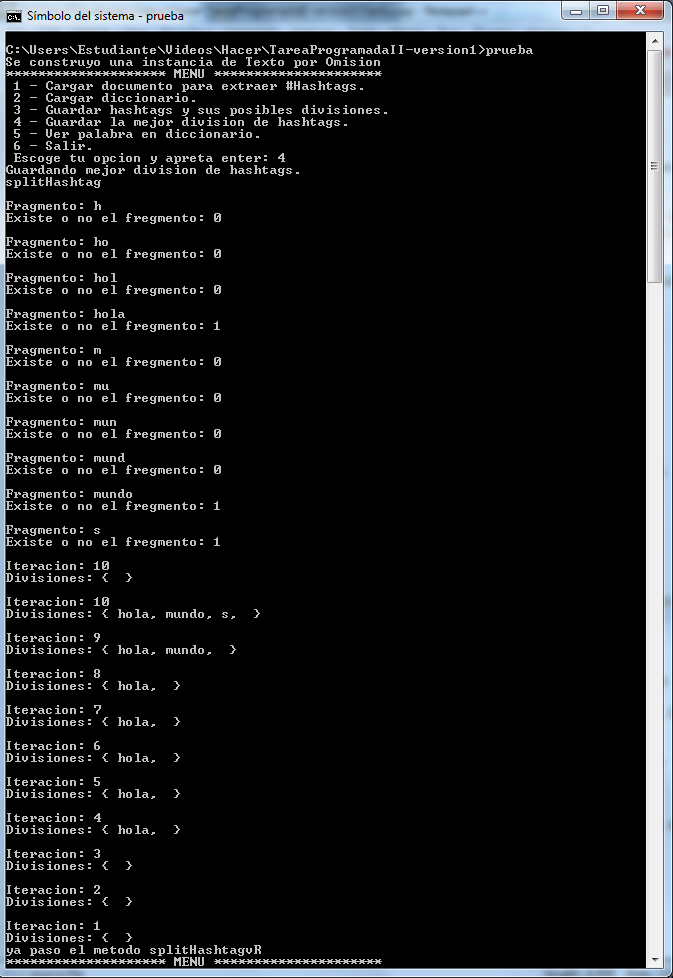 Símbolo del sistema - prueba
C:\Users\Estudiante\Videos\Hacer\TareaProgramadaII-version1>prueba
Se construyo una instancia de Texto por Omision
******************** MENU *********************
1 - Cargar documento para extraer #Hashtags.
2 - Cargar diccionario.
3 - Guardar hashtags y sus posibles divisiones.
4 - Guardar la mejor division de hashtags.
5 - Ver palabra en diccionario.
6 - Salir.
Escoge tu opcion y apreta enter: 4
Guardando mejor division de hashtags.
splitHashtag
Fragmento: h
Existe o no el fregmento: 0
Fragmento: ho
Existe o no el fregmento: 0
Fragmento: hol
Existe o no el fregmento: 0
Fragmento: hola
Existe o no el fregmento: 1
Fragmento: m
Existe o no el fregmento: 0
Fragmento: mu
Existe o no el fregmento: 0
Fragmento: mun
Existe o no el fregmento: 0
Fragmento: mund
Existe o no el fregmento: 0
Fragmento: mundo
Existe o no el fregmento: 1
Fragmento: s
Existe o no el fregmento: 1
Iteracion: 10
Divisiones: {  }
Iteracion: 10
Divisiones: { hola, mundo, s,  }
Iteracion: 9
Divisiones: { hola, mundo,  }
Iteracion: 8
Divisiones: { hola,  }
Iteracion: 7
Divisiones: { hola,  }
Iteracion: 6
Divisiones: { hola,  }
Iteracion: 5
Divisiones: { hola,  }
Iteracion: 4
Divisiones: { hola,  }
Iteracion: 3
Divisiones: {  }
Iteracion: 2
Divisiones: {  }
Iteracion: 1
Divisiones: {  }
ya paso el metodo splitHashtagvR
******************** MENU *********************